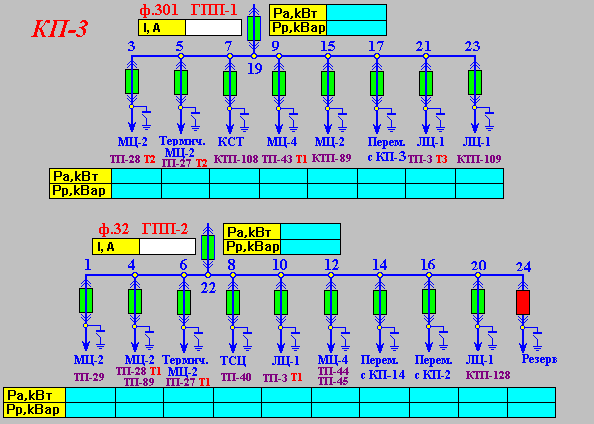 КП-3
ф.301 ГПП-1
I, А
Pa,кВт
Pp,кВар
3 5 7 9 15 17 21 23
19
МЦ-2
ТП-28 Т2
Термич.
МЦ-2
ТП-27 Т2
КСТ
КТП-108
МЦ-4
ТП-43 Т1
МЦ-2
КТП-89
Перем.
с КП-3
ЛЦ-1
ТП-3 Т3
ЛЦ-1
КТП-109
Pa,кВт
Pp,кВар
ф.32 ГПП-2
I, А
Pa,кВт
Pp,кВар
1 4 6 8 10 12 14 16 20 24
22
МЦ-2
ТП-29
МЦ-2
ТП-28 Т1
ТП-89
Термич.
МЦ-2
ТП-27 Т1
ТСЦ
ТП-40
ЛЦ-1
ТП-3 Т1
МЦ-4
ТП-44
ТП-45
Перем.
с КП-14
Перем.
с КП-2
ЛЦ-1
КТП-128
Резерв
Pa,кВт
Pp,кВар